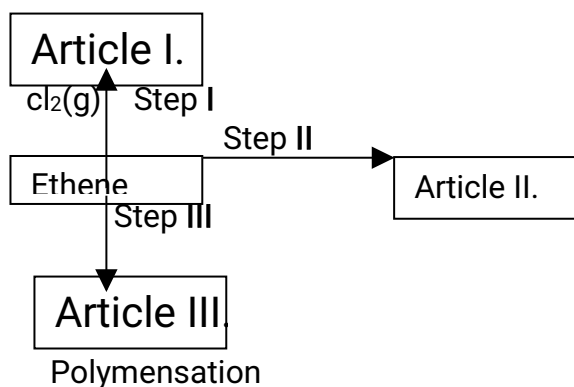 Article I.
cl₂(g) Step I
Step II
Ethene
Article II.
Step III
Article III.
Polymensation